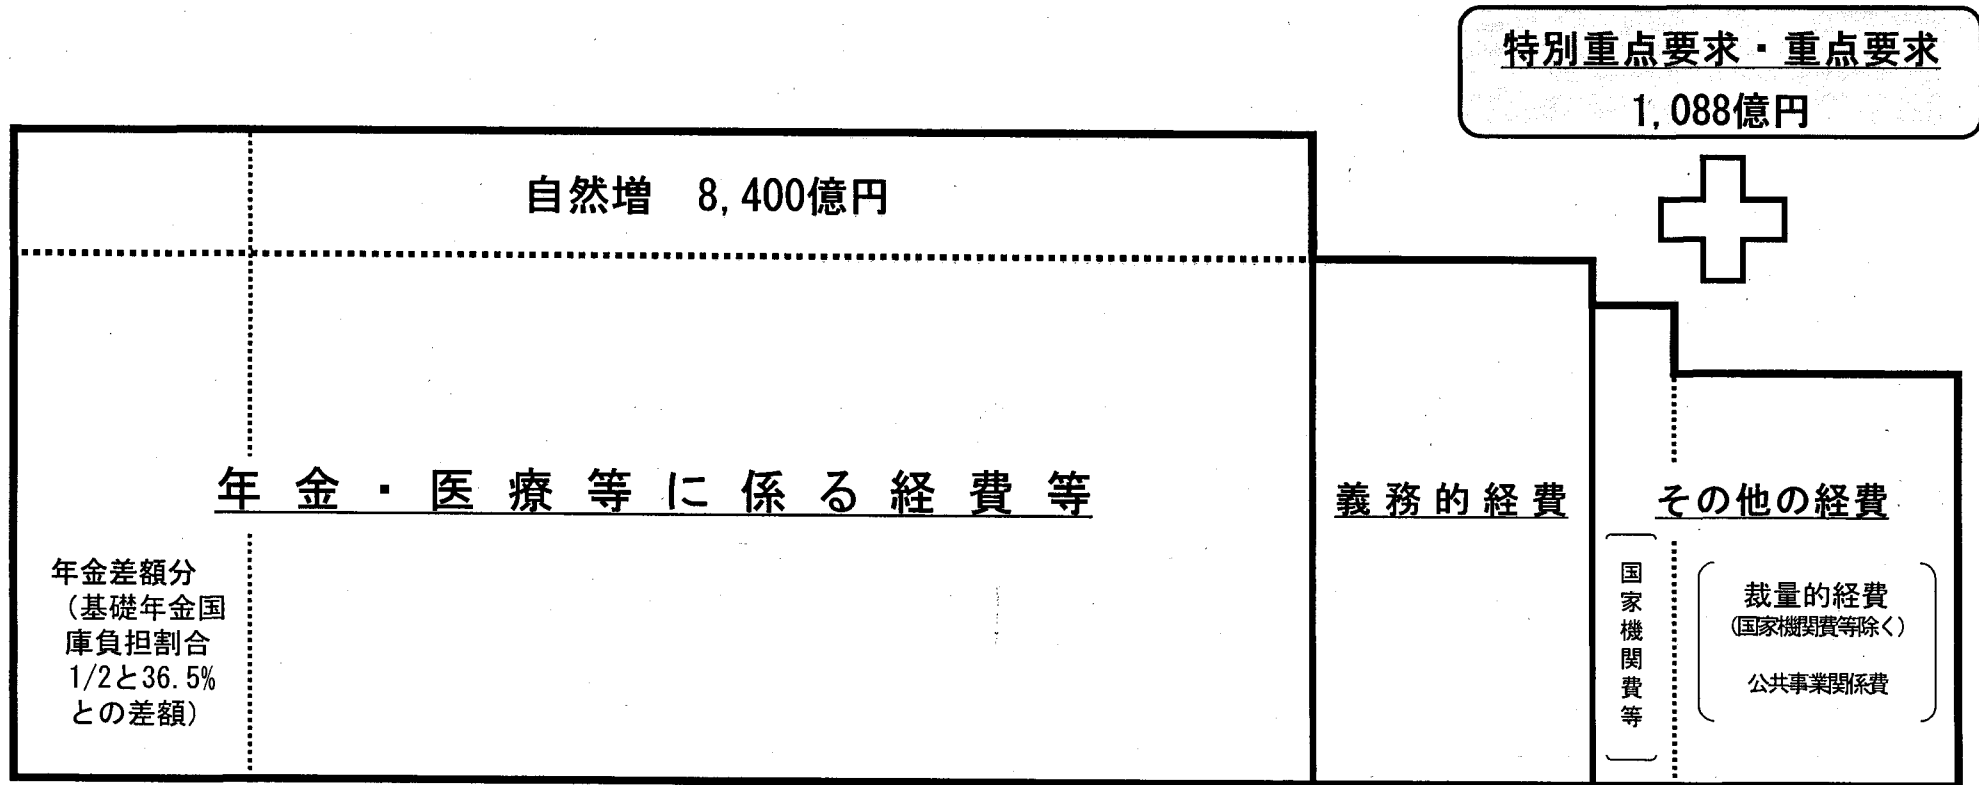 特別重点要求・重点要求
1,088億円
自然増 8,400億円
年金・医療等に係る経費等
年金差額分
（基礎年金国
庫負担割合
1/2と36.5%
との差額）
義務的経費
その他の経費
国家機関費等
裁量的経費
（国家機関費等除く）
公共事業関係費